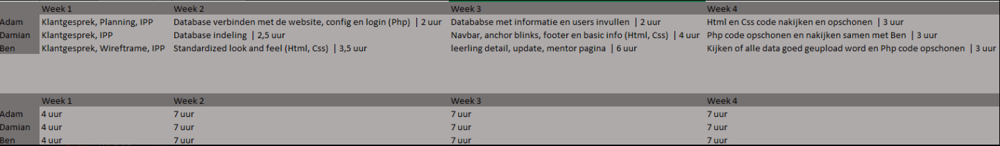 Week 1 Week 2 Week 3 Week 4
Adam Klantgesprek, Planning, IPP Database verbinden met de website, config en login (Php) | 2 uur Datababse met informatie en users invullen | 2 uur Html en Css code nakijken en opschonen | 3 uur
Damian Klantgesprek, IPP Database indeling | 2,5 uur Navbar, anchor blinks, footer en basic info (Html, Css) | 4 uur Php code opschonen en nakijken samen met Ben | 3 uur
Ben Klantgesprek, Wireftrame, IPP Standardized look and feel (Html, Css) | 3,5 uur leerling detail, update, mentor pagina | 6 uur Kijken of alle data goed geupload word en Php code opschonen | 3 uur
Week 1 Week 2 Week 3 Week 4
Adam 4 uur 7 uur 7 uur 7 uur
Damian 4 uur 7 uur 7 uur 7 uur
Ben 4 uur 7 uur 7 uur 7 uur